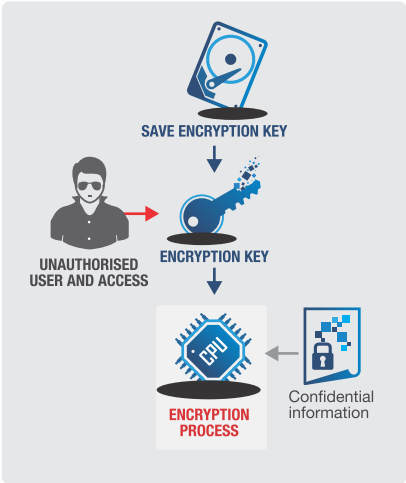 SAVE ENCRYPTION KEY
UNAUTHORISED
USER AND ACCESS
ENCRYPTION KEY
CPU
ENCRYPTION
PROCESS
Confidential
information